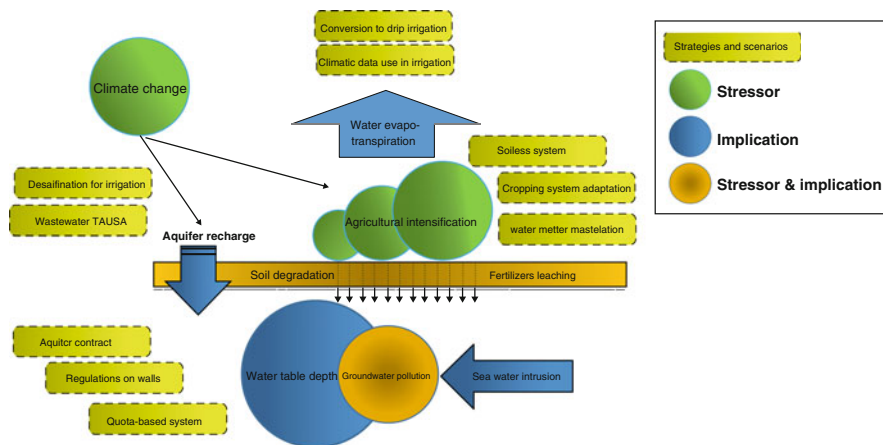 Conversion to drip irrigation
Climatic data use in irrigation
Strategies and scenarios
Climate change
Stressor
Water evapo-
transpiration
Implication
Soiless system
Desaifination for irrigation
Cropping system adaptation
Stressor & implication
Wastewater TAUSA
Agricultural intensification
water metter mastelation
Aquifer recharge
Soil degradation
Fertilizers leaching
Aquitcr contract
Water table depth
Groundwater pollution
Sea water intrusion
Regulations on walls
Quota-based system